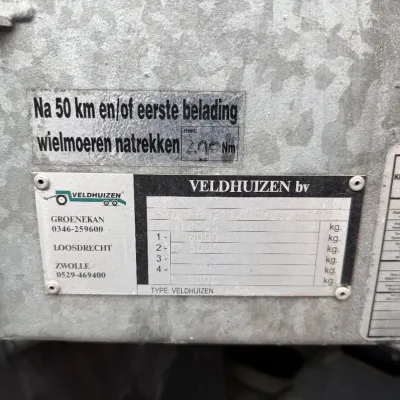 Na 50 km en/of eerste belading
wielmoeren natrekken met Nm
VELDHUIZEN
GROENEKAN
0346-259600
LOOSDRECHT
ZWOLLE
0529-469400
VELDHUIZEN bv
kg.
1- kg.
2- kg.
3- kg.
4- kg.
TYPE: VELDHUIZEN